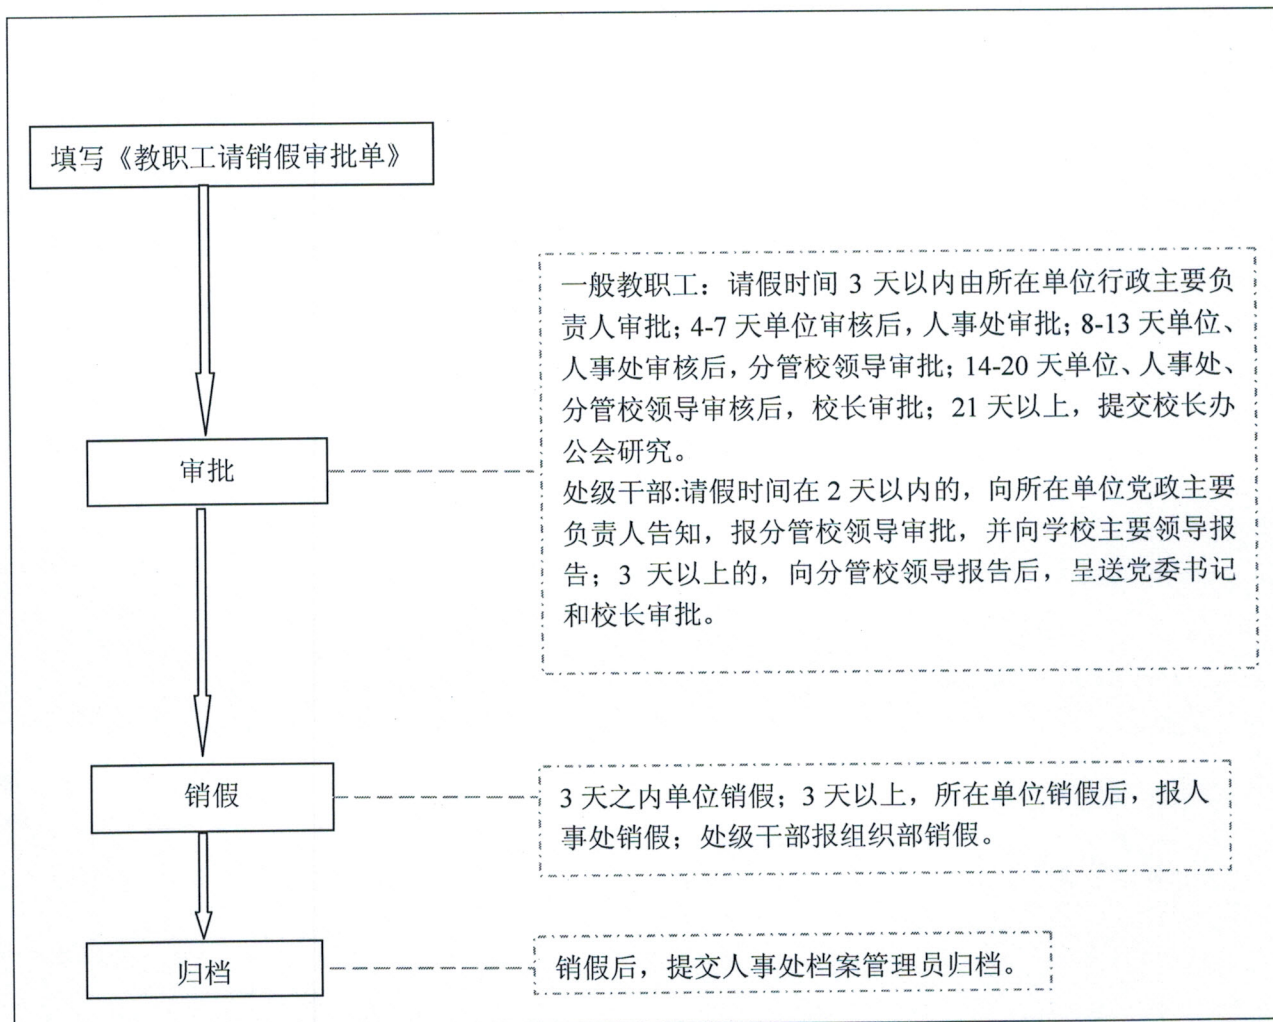 填写《教职工请销假审批单》
一般教职工：请假时间 3 天以内由所在单位行政主要负
责人审批；4-7 天单位审核后，人事处审批；8-13 天单位、
人事处审核后，分管校领导审批；14-20 天单位、人事处、
分管校领导审核后，校长审批；21 天以上，提交校长办
公会研究。
处级干部:请假时间在 2 天以内的，向所在单位党政主要
负责人告知，报分管校领导审批，并向学校主要领导报
告；3 天以上的，向分管校领导报告后，呈送党委书记
和校长审批。
审批
销假
3 天之内单位销假；3 天以上，所在单位销假后，报人
事处销假；处级干部报组织部销假。
归档
销假后，提交人事处档案管理员归档。